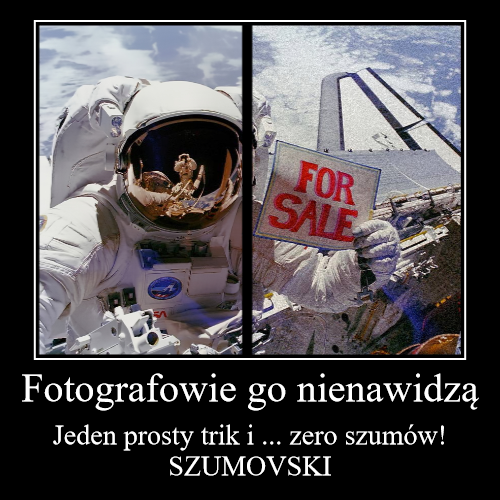 FOR
SALE
Fotografowie go nienawidzą
Jeden prosty trik i ... zero szumów!
SZUMOVSKI